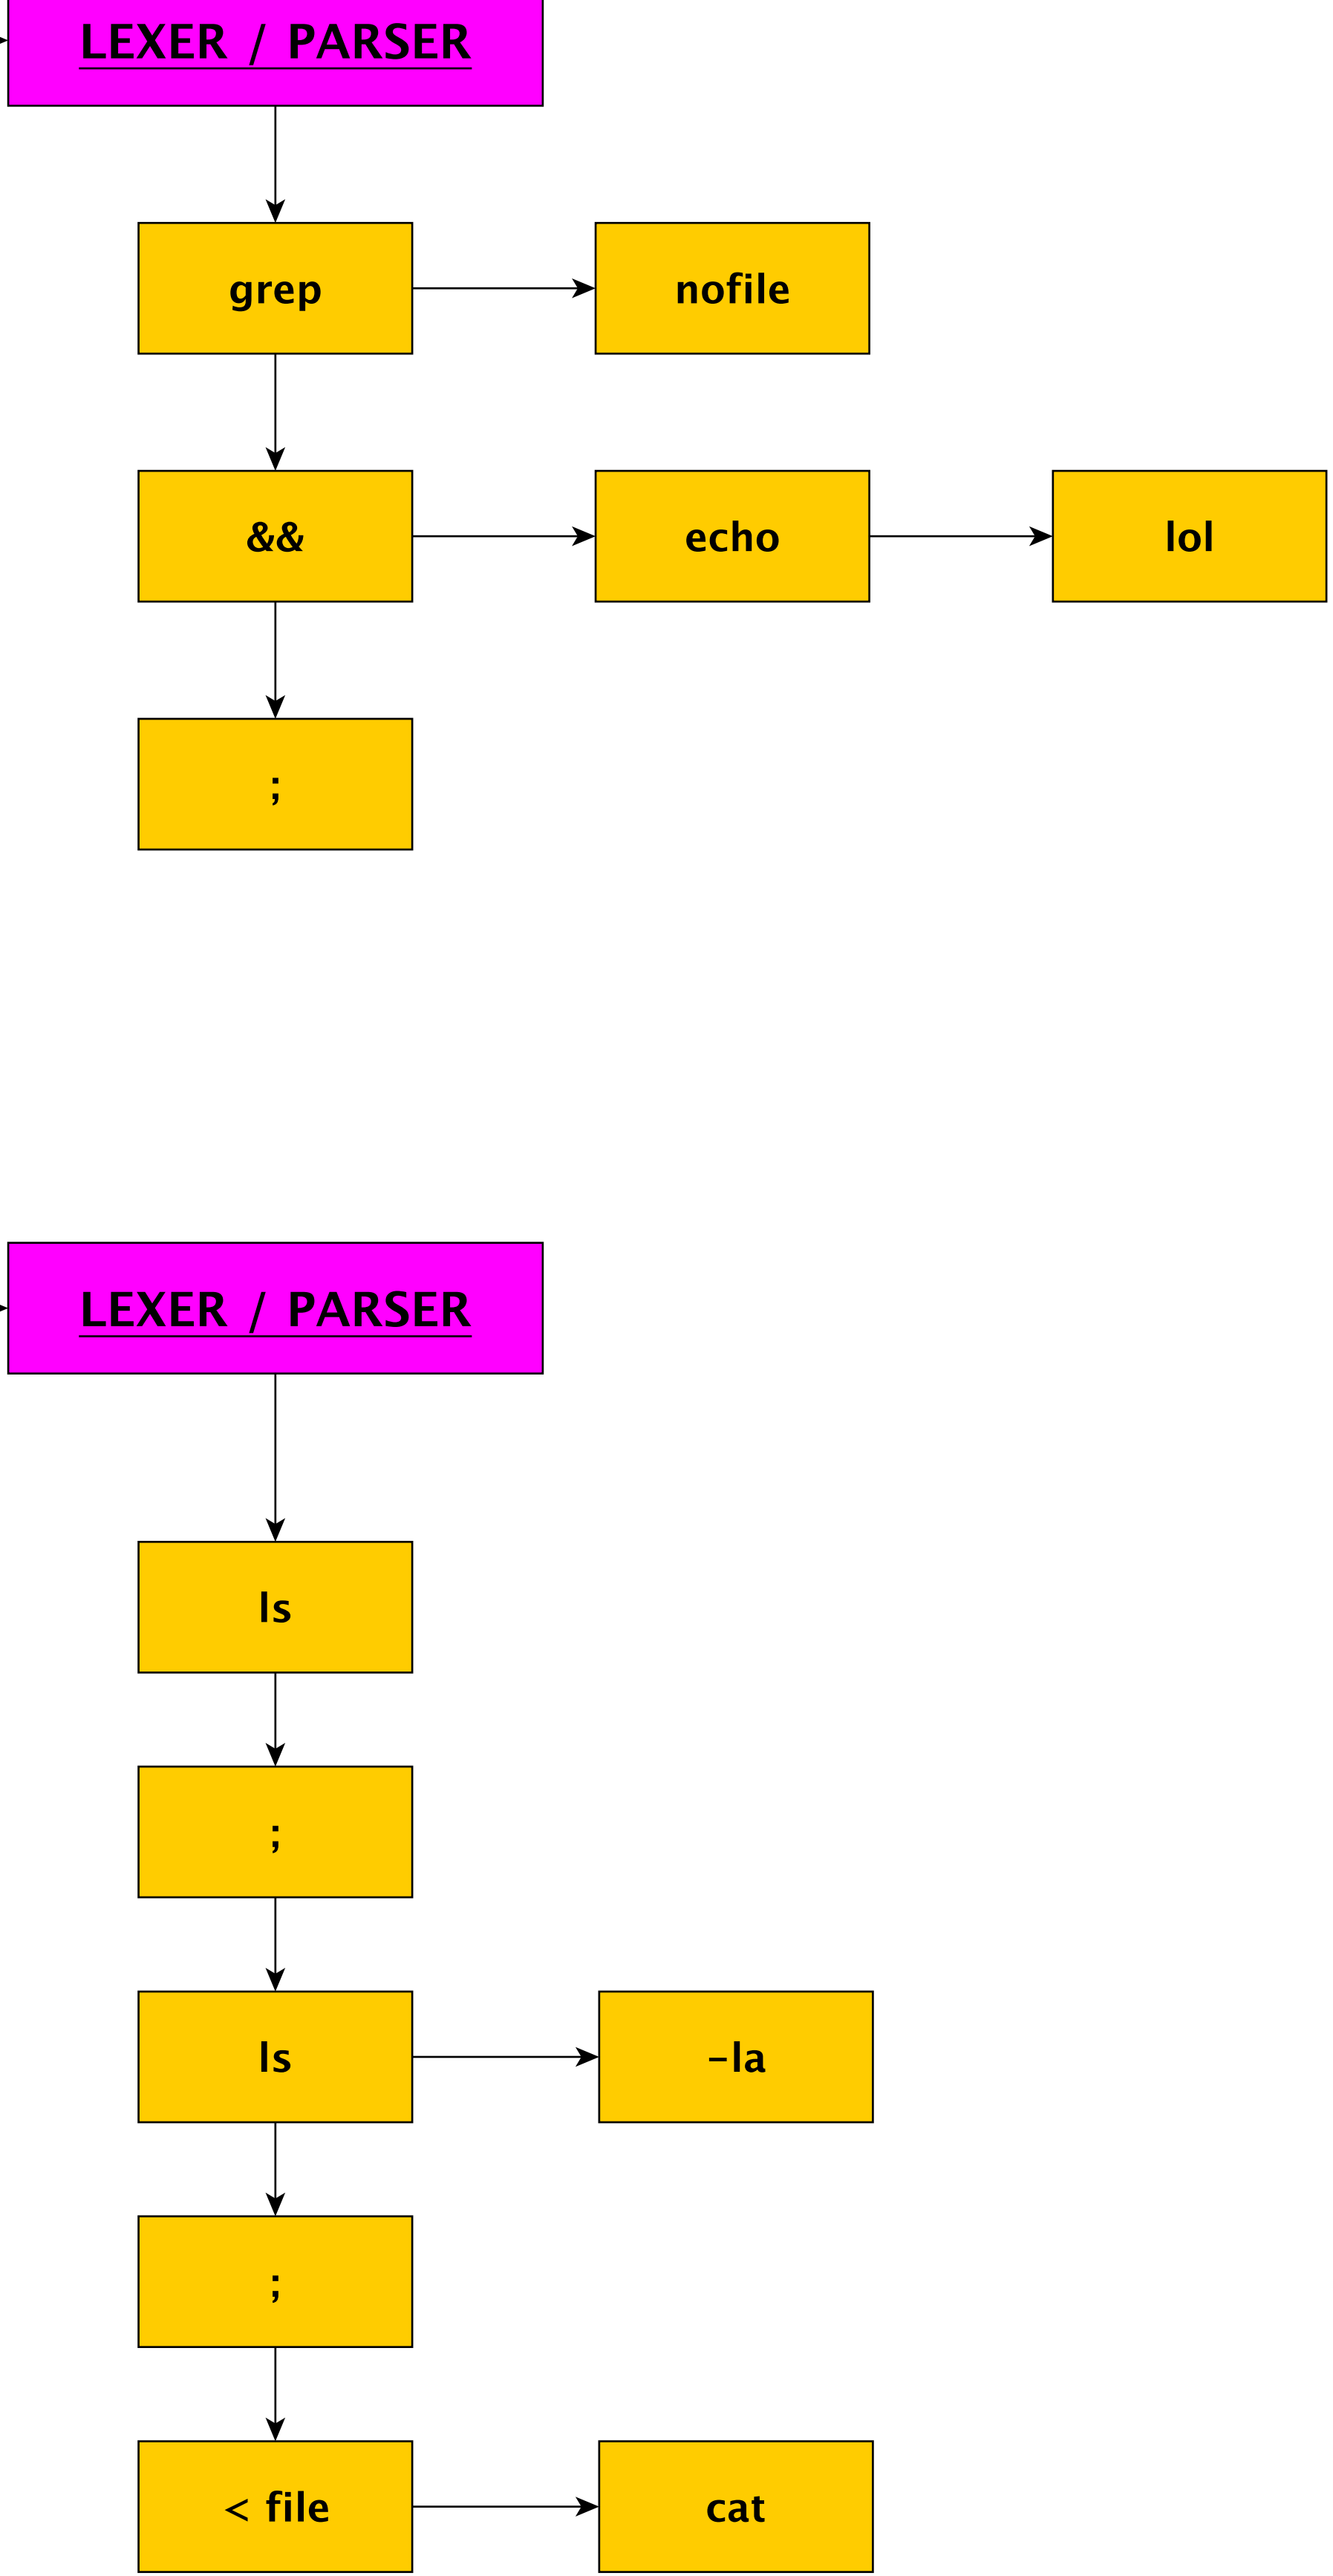 LEXER / PARSER
grep
nofile
&&
echo
lol
;
LEXER / PARSER
ls
;
ls
-la
;
< file
cat